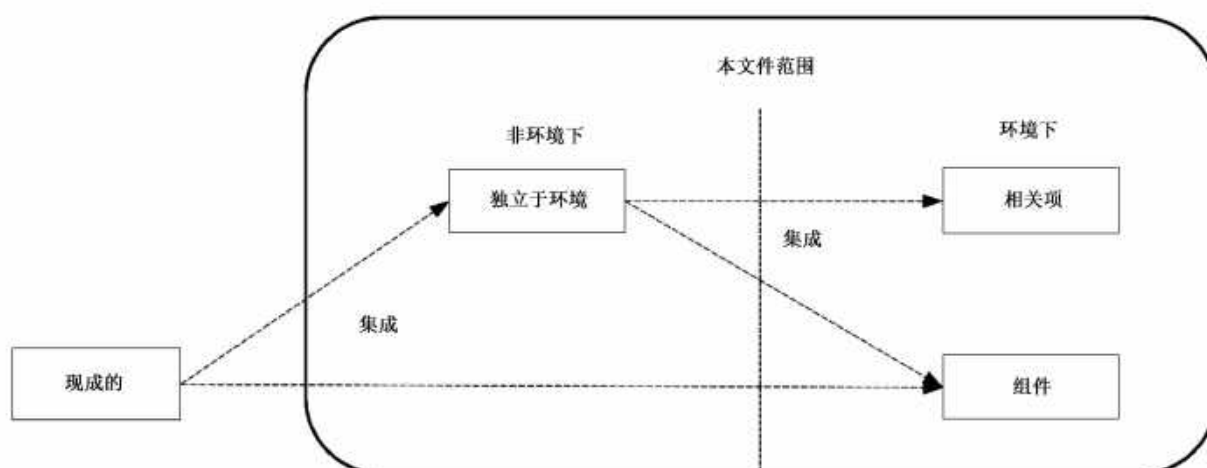 本文件范围
非环境下
环境下
独立于环境
相关项
集成
集成
现成的
组件